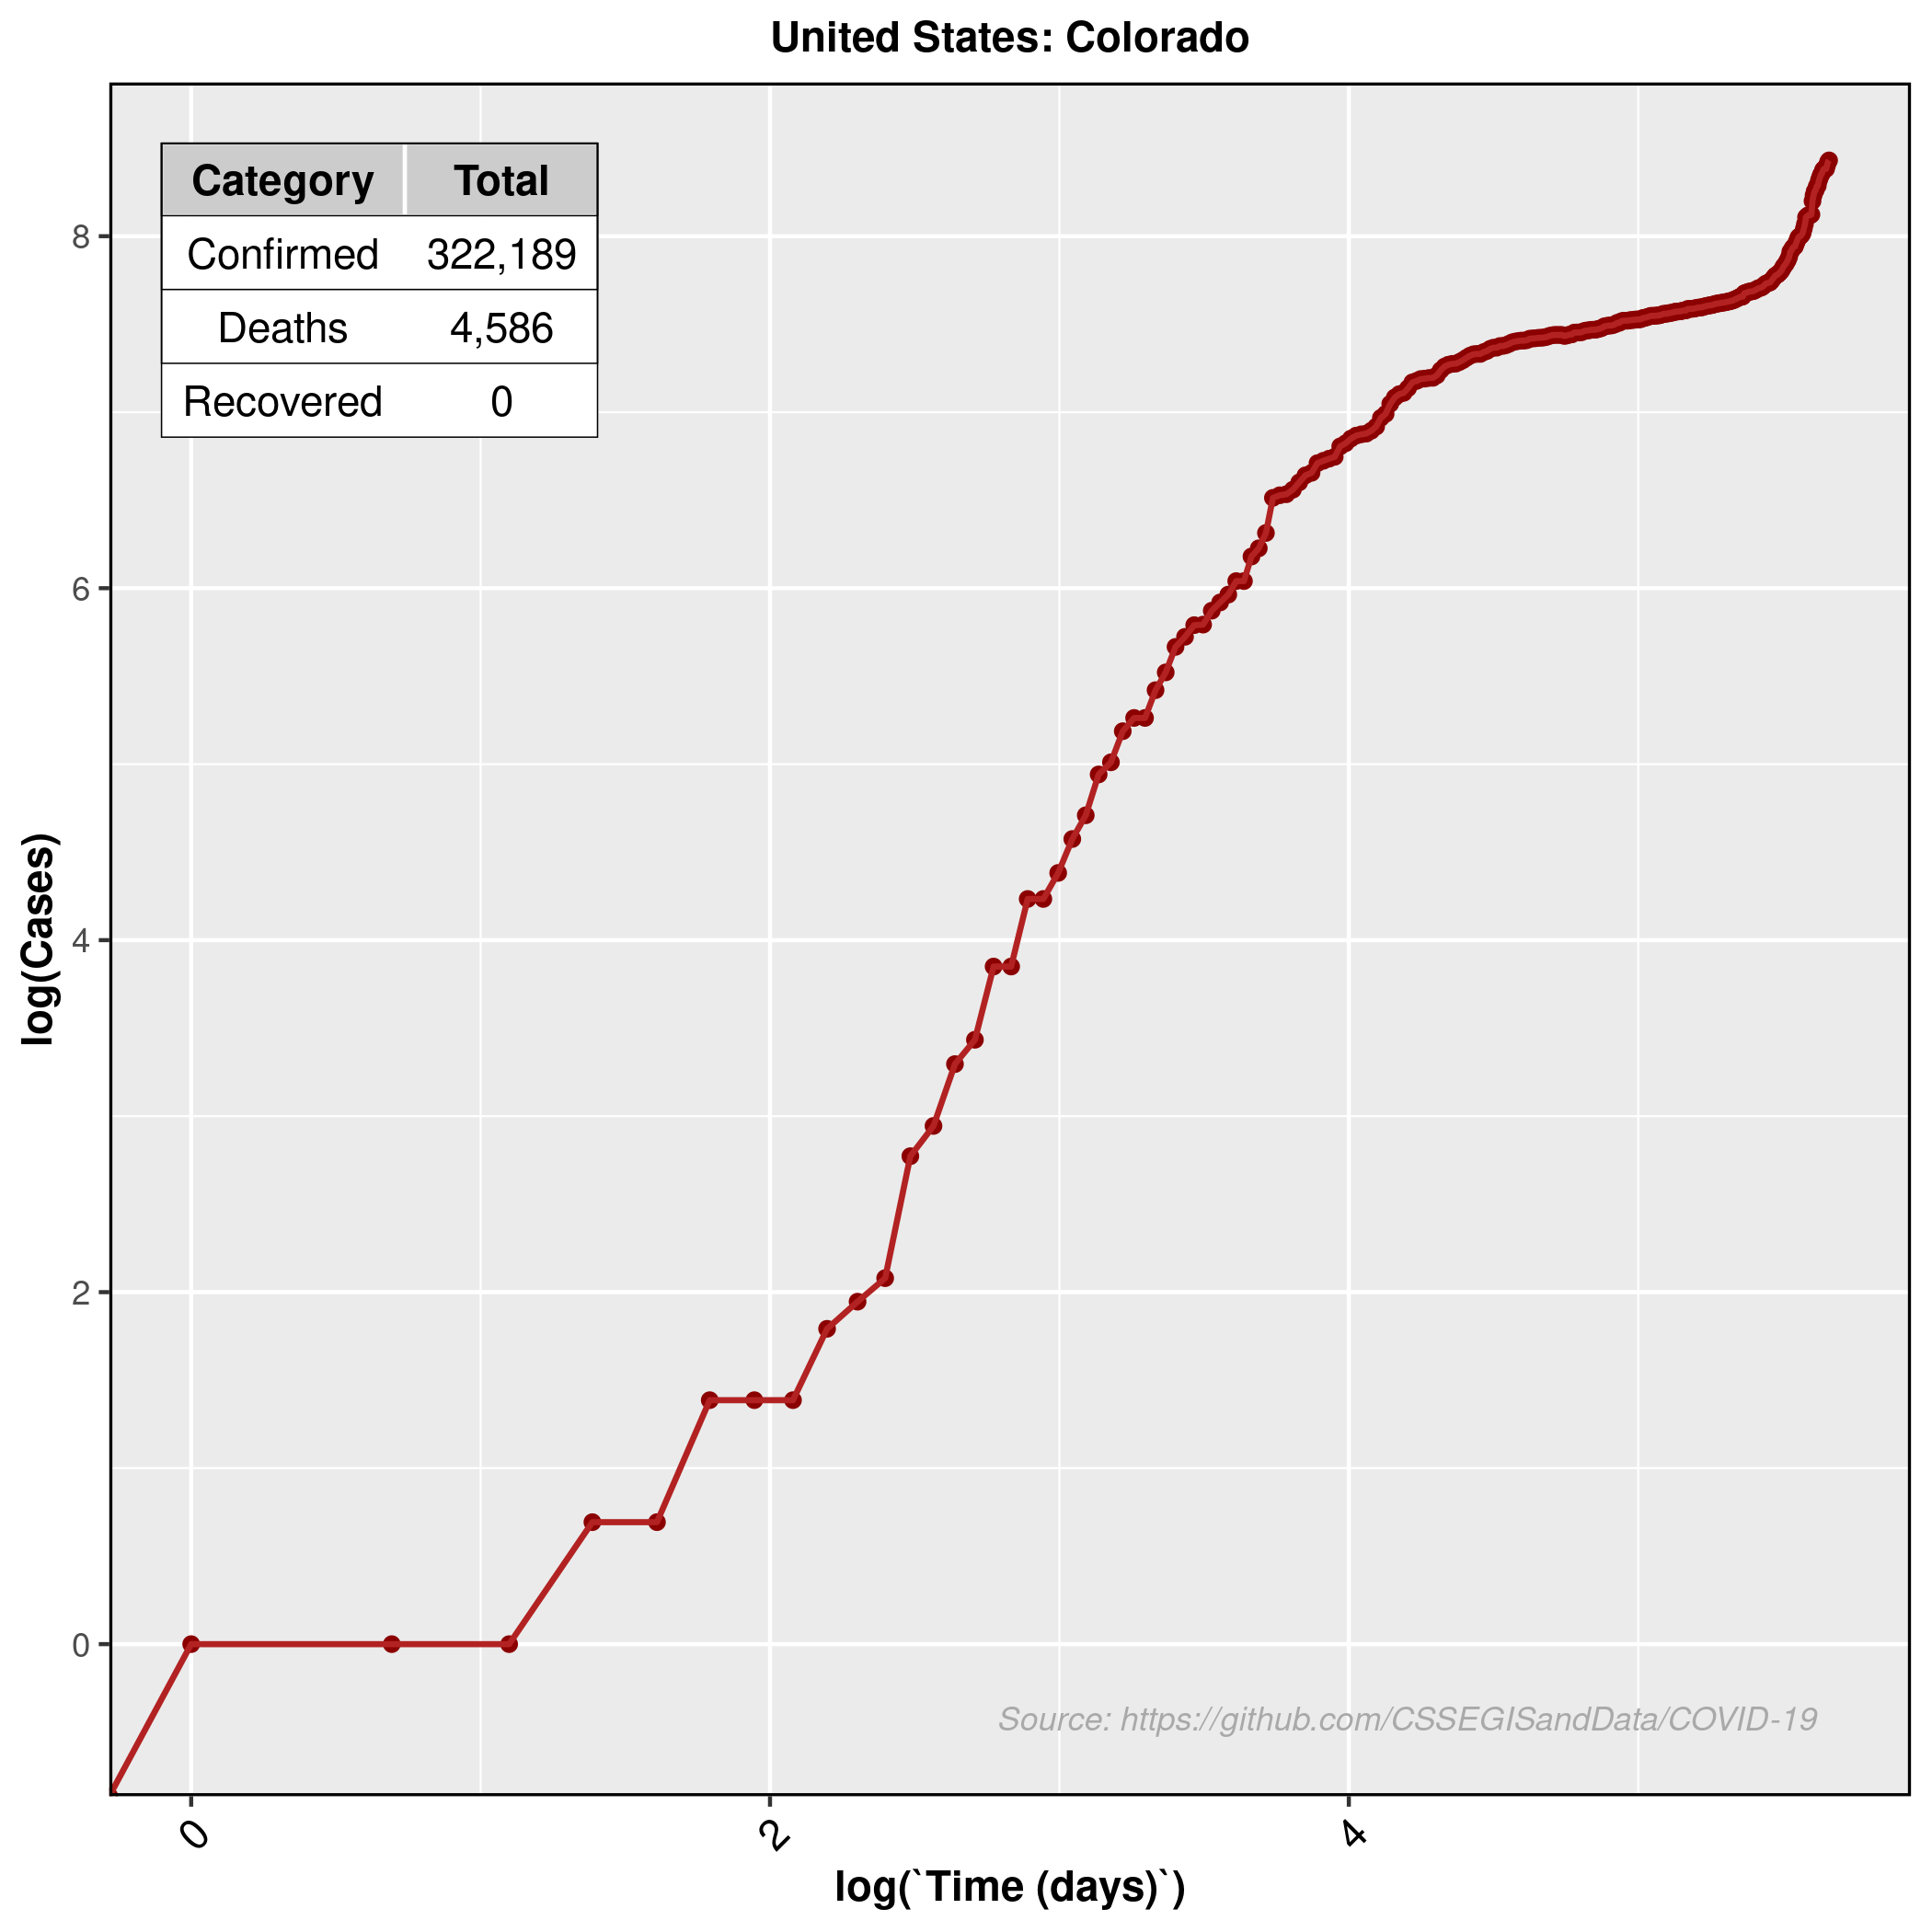 United States: Colorado
Category Total
Confirmed 322,189
Deaths 4,586
Recovered 0
8
6
4
2
0
log(Cases)
Source: https://github.com/CSSEGISandData/COVID-19
0 2 4
log(`Time (days)`)